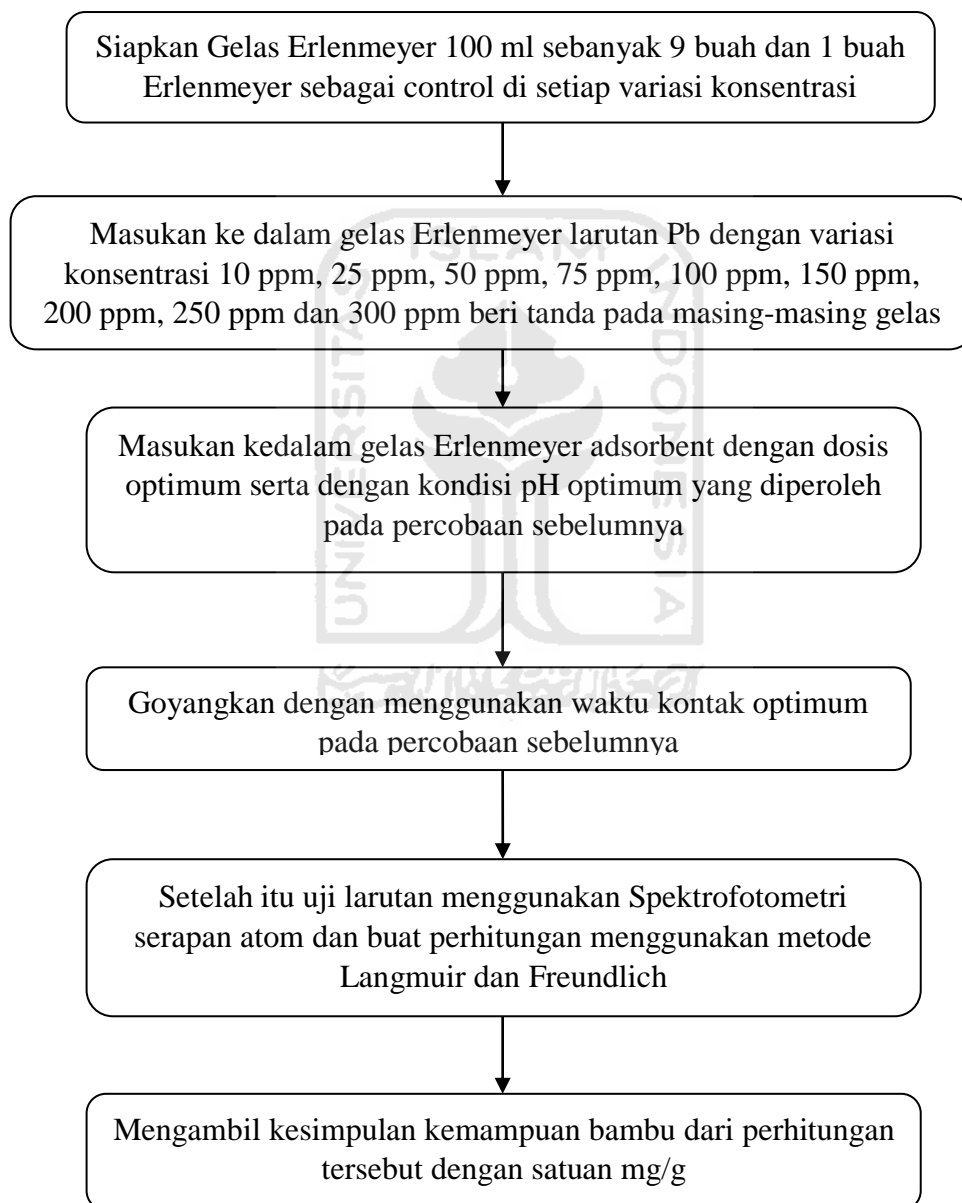 Siapkan Gelas Erlenmeyer 100 ml sebanyak 9 buah dan 1 buah
Erlenmeyer sebagai control di setiap variasi konsentrasi
Masukan ke dalam gelas Erlenmeyer larutan Pb dengan variasi
konsentrasi 10 ppm, 25 ppm, 50 ppm, 75 ppm, 100 ppm, 150 ppm,
200 ppm, 250 ppm dan 300 ppm beri tanda pada masing-masing gelas
ISLAM
UNIVERSITAS
INDONESIA
Masukan kedalam gelas Erlenmeyer adsorbent dengan dosis
optimum serta dengan kondisi pH optimum yang diperoleh
pada percobaan sebelumnya
Goyangkan dengan menggunakan waktu kontak optimum
pada percobaan sebelumnya
Setelah itu uji larutan menggunakan Spektrofotometri
serapan atom dan buat perhitungan menggunakan metode
Langmuir dan Freundlich
Mengambil kesimpulan kemampuan bambu dari perhitungan
tersebut dengan satuan mg/g